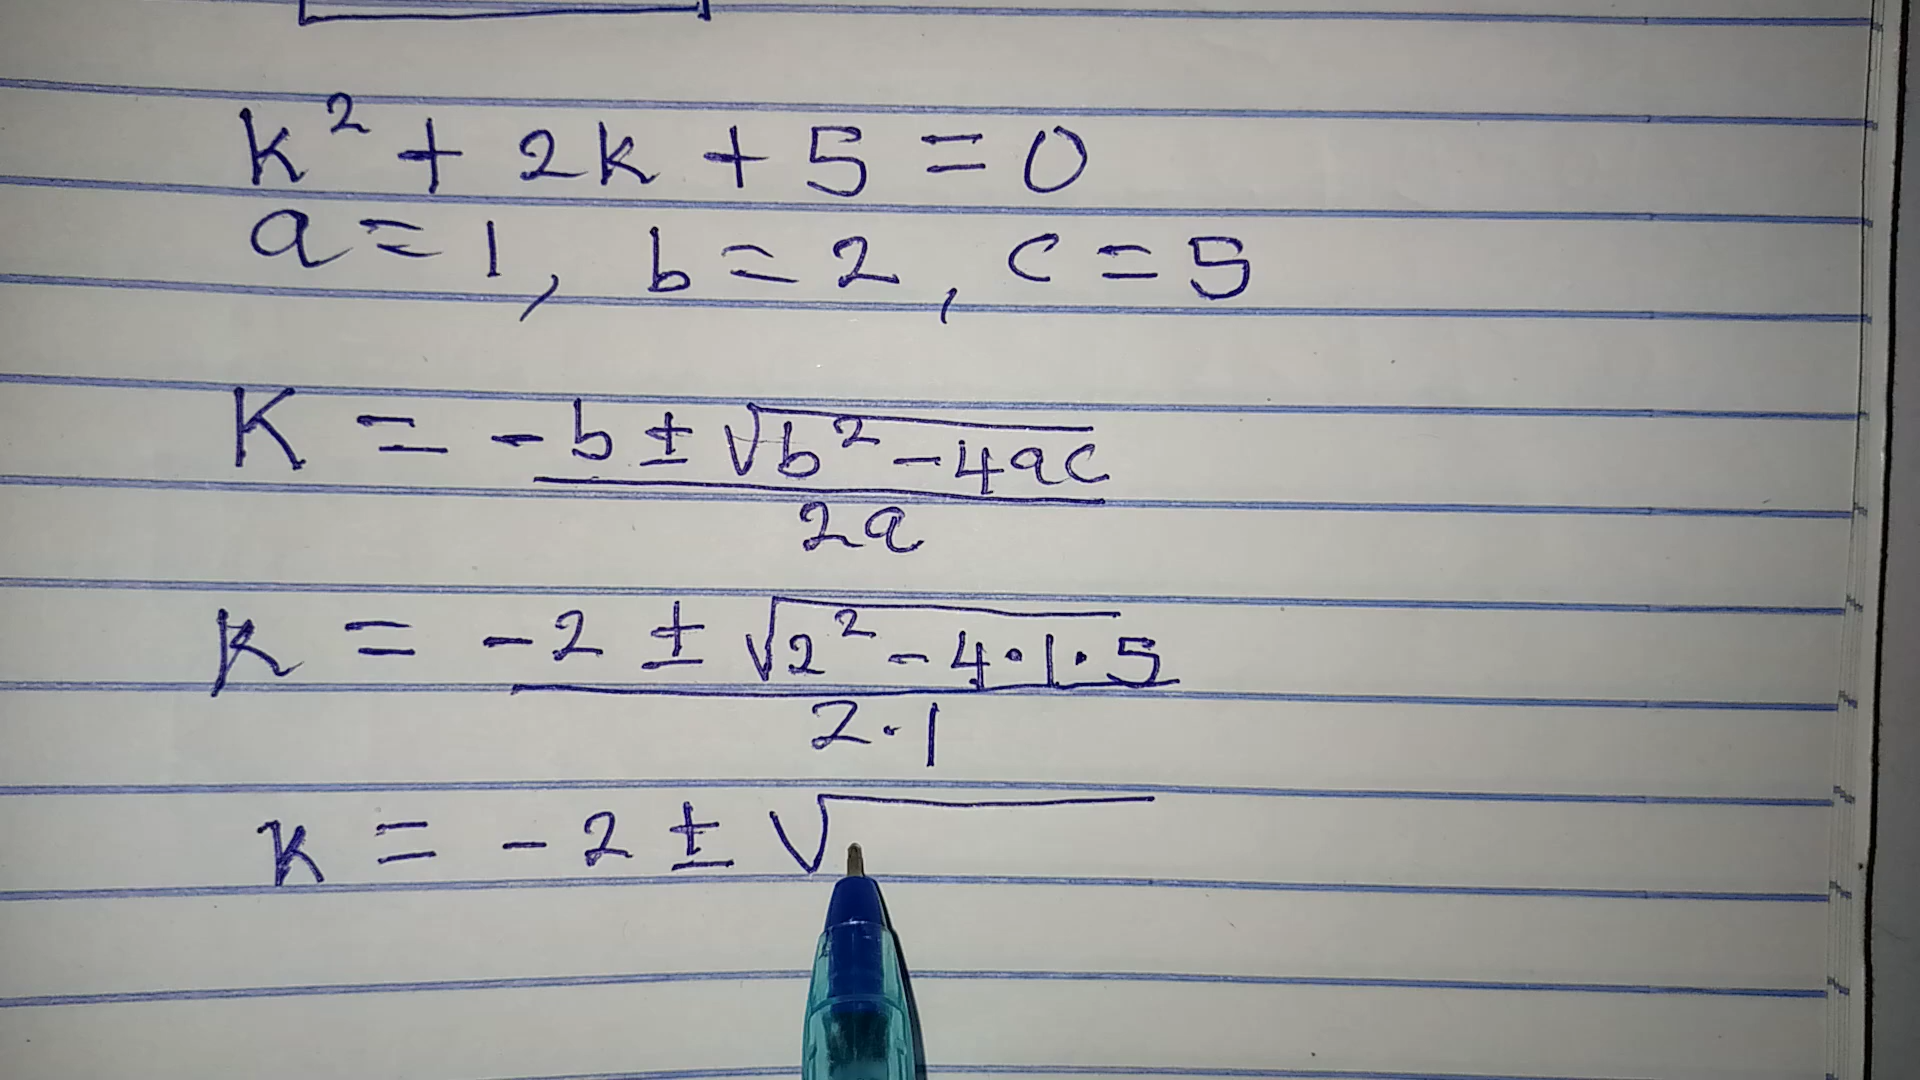 k² + 2k + 5 = 0
a = 1, b = 2, c = 5
K = -b ± √b² - 4ac
2a
k = -2 ± √2² - 4·1·5
2·1
k = -2 ± √